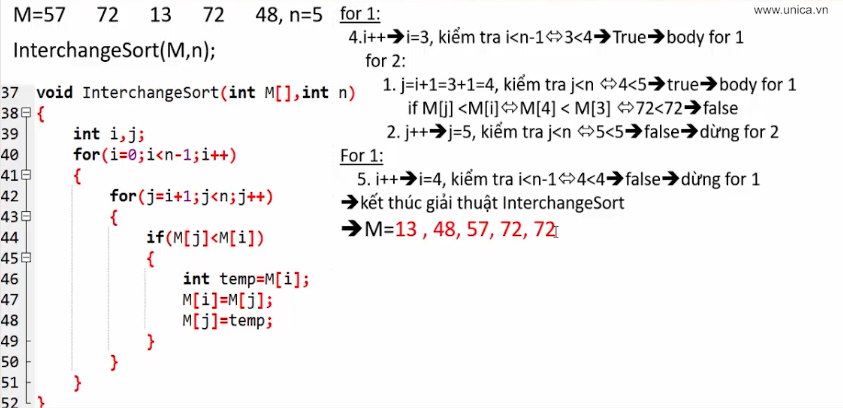 www.unica.vn
M=57 72 13 72 48, n=5
InterchangeSort(M,n);
37 void InterchangeSort(int M[],int n)
38 {
39 int i,j;
40 for(i=0;i<n-1;i++)
41 {
42 for(j=i+1;j<n;j++)
43 {
44 if(M[j]<M[i])
45 {
46 int temp=M[i];
47 M[i]=M[j];
48 M[j]=temp;
49 }
50 }
51 }
52 }
for 1:
4.i++➔i=3, kiểm tra i<n-1⇔3<4➔True➔body for 1
for 2:
1. j=i+1=3+1=4, kiểm tra j<n ⇔4<5➔true➔body for 1
if M[j] <M[i]⇔M[4] < M[3] ⇔72<72➔false
2. j++➔j=5, kiểm tra j<n ⇔5<5➔false➔dừng for 2
For 1:
5. i++➔i=4, kiểm tra i<n-1⇔4<4➔false➔dừng for 1
➔kết thúc giải thuật InterchangeSort
➔M=13 , 48, 57, 72, 72